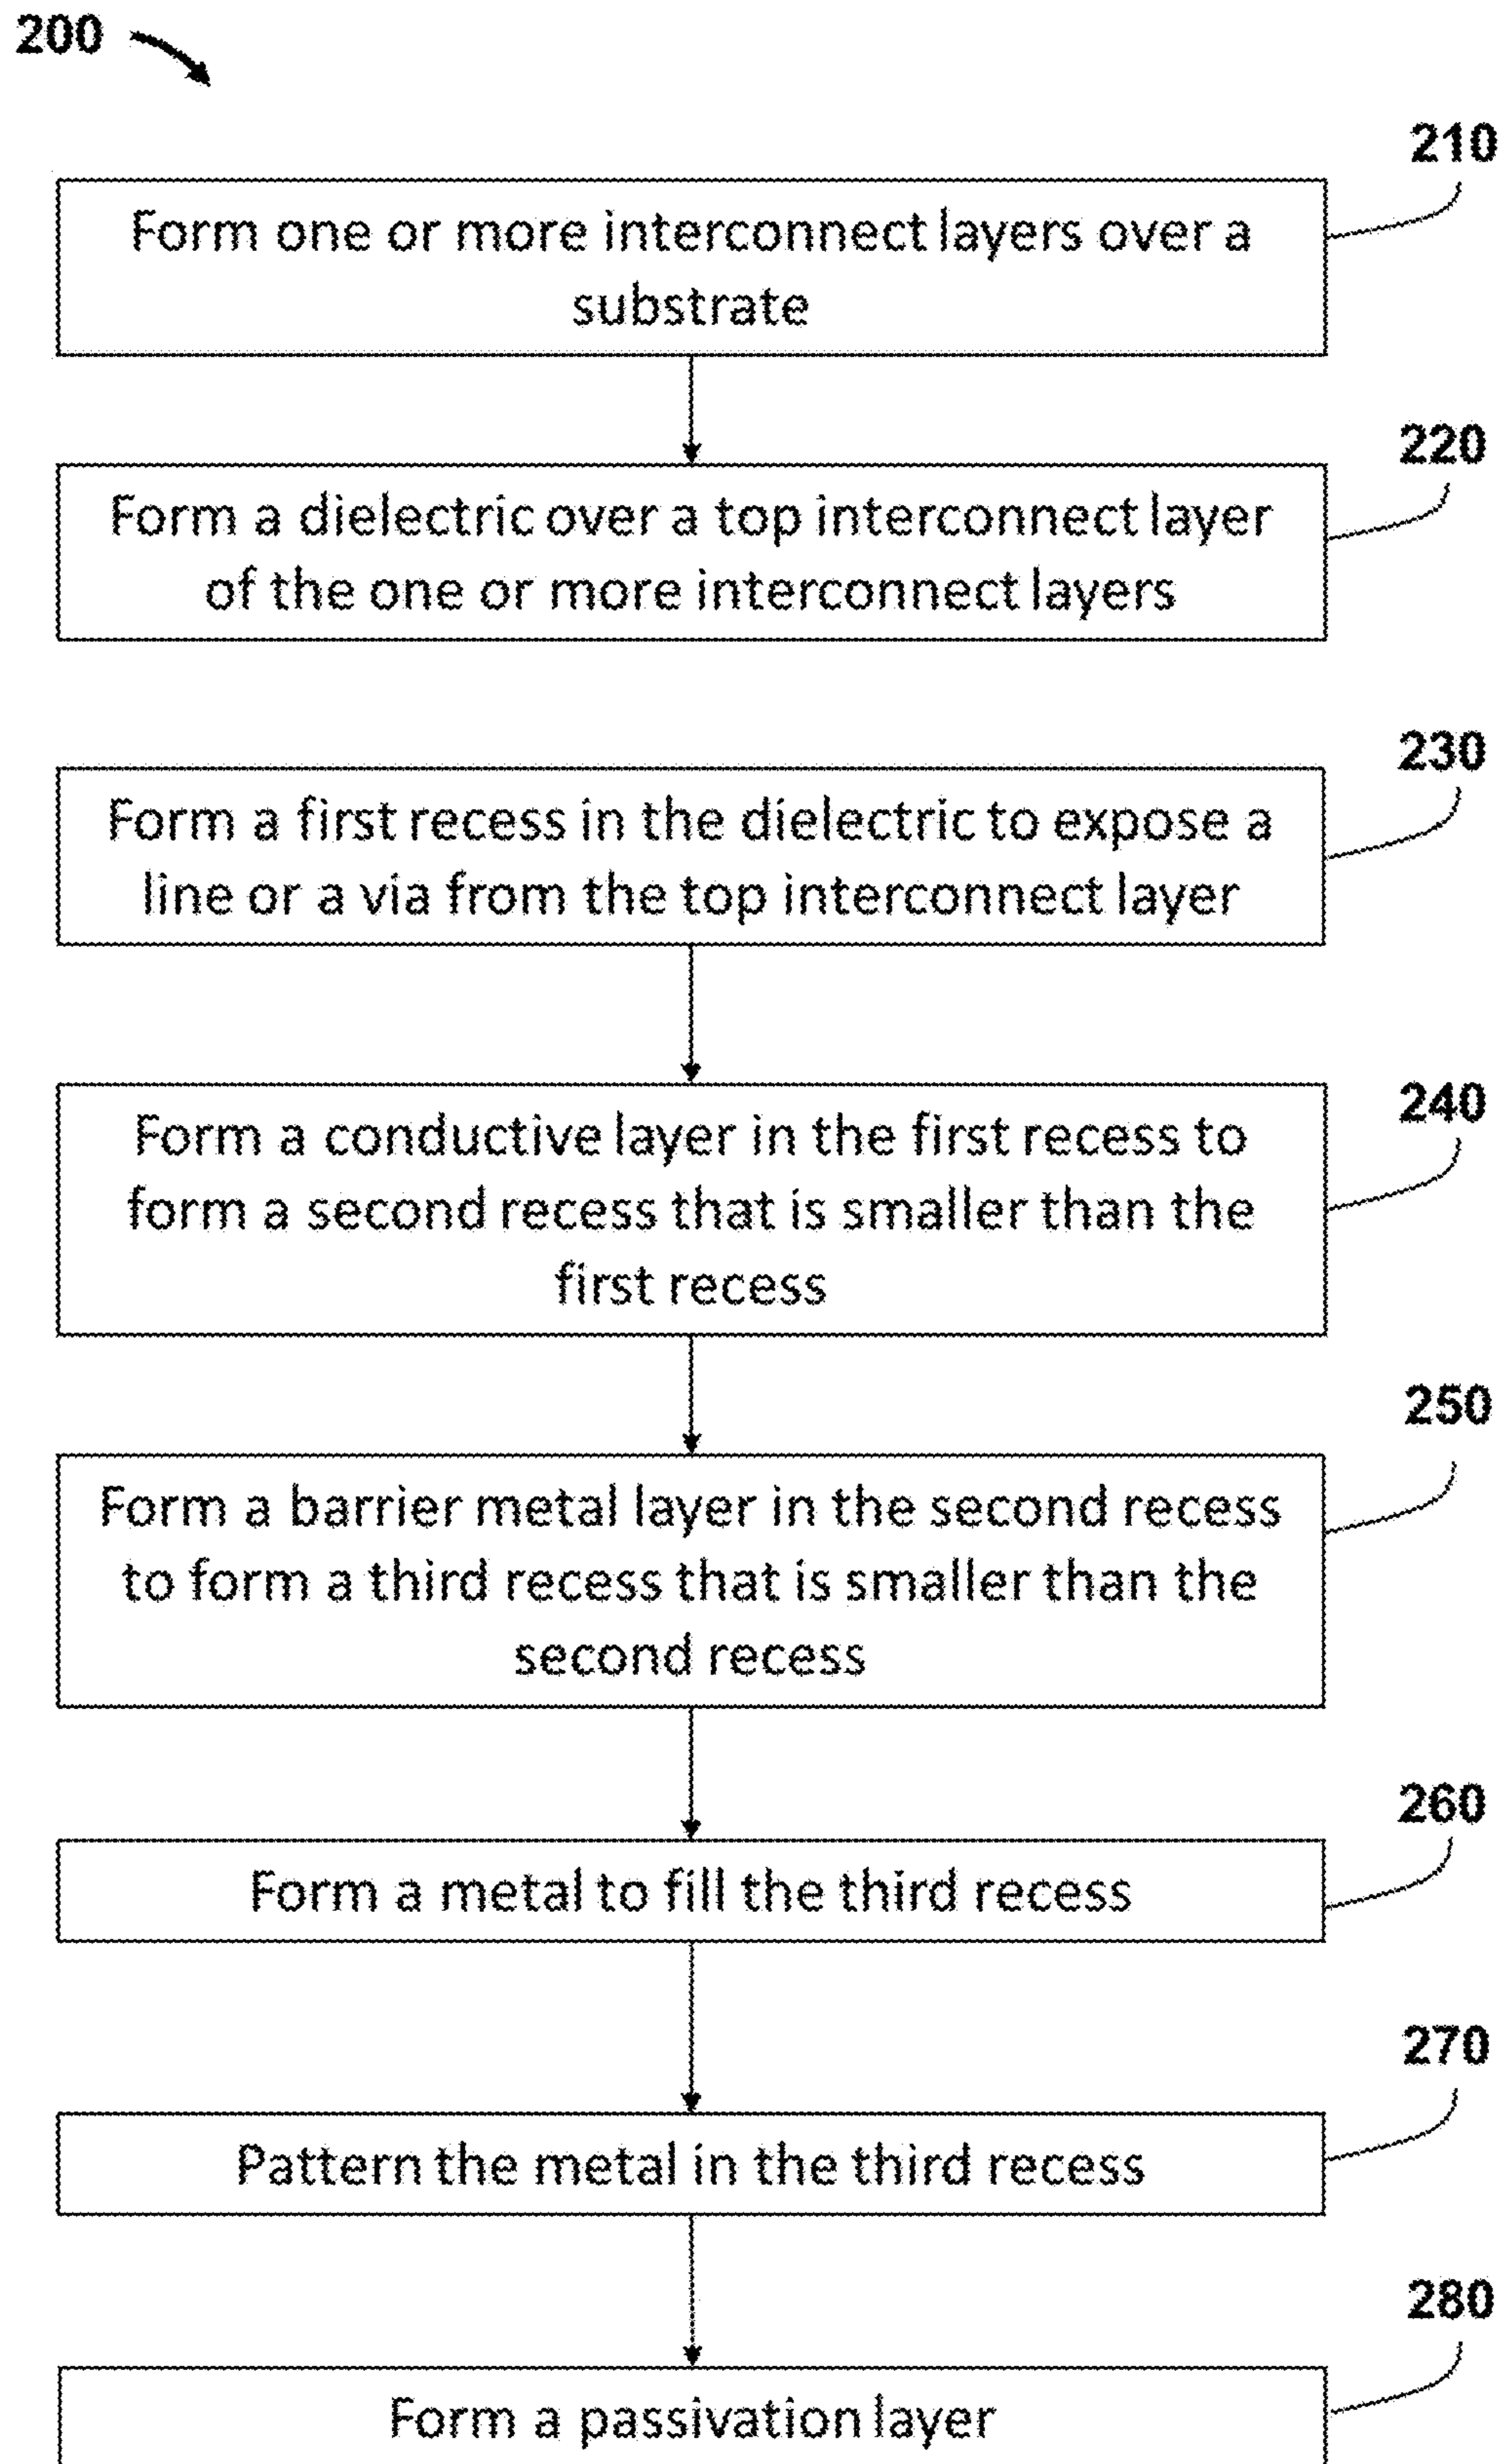 200
210
Form one or more interconnect layers over a
substrate
220
Form a dielectric over a top interconnect layer
of the one or more interconnect layers
230
Form a first recess in the dielectric to expose a
line or a via from the top interconnect layer
240
Form a conductive layer in the first recess to
form a second recess that is smaller than the
first recess
250
Form a barrier metal layer in the second recess
to form a third recess that is smaller than the
second recess
260
Form a metal to fill the third recess
270
Pattern the metal in the third recess
280
Form a passivation layer